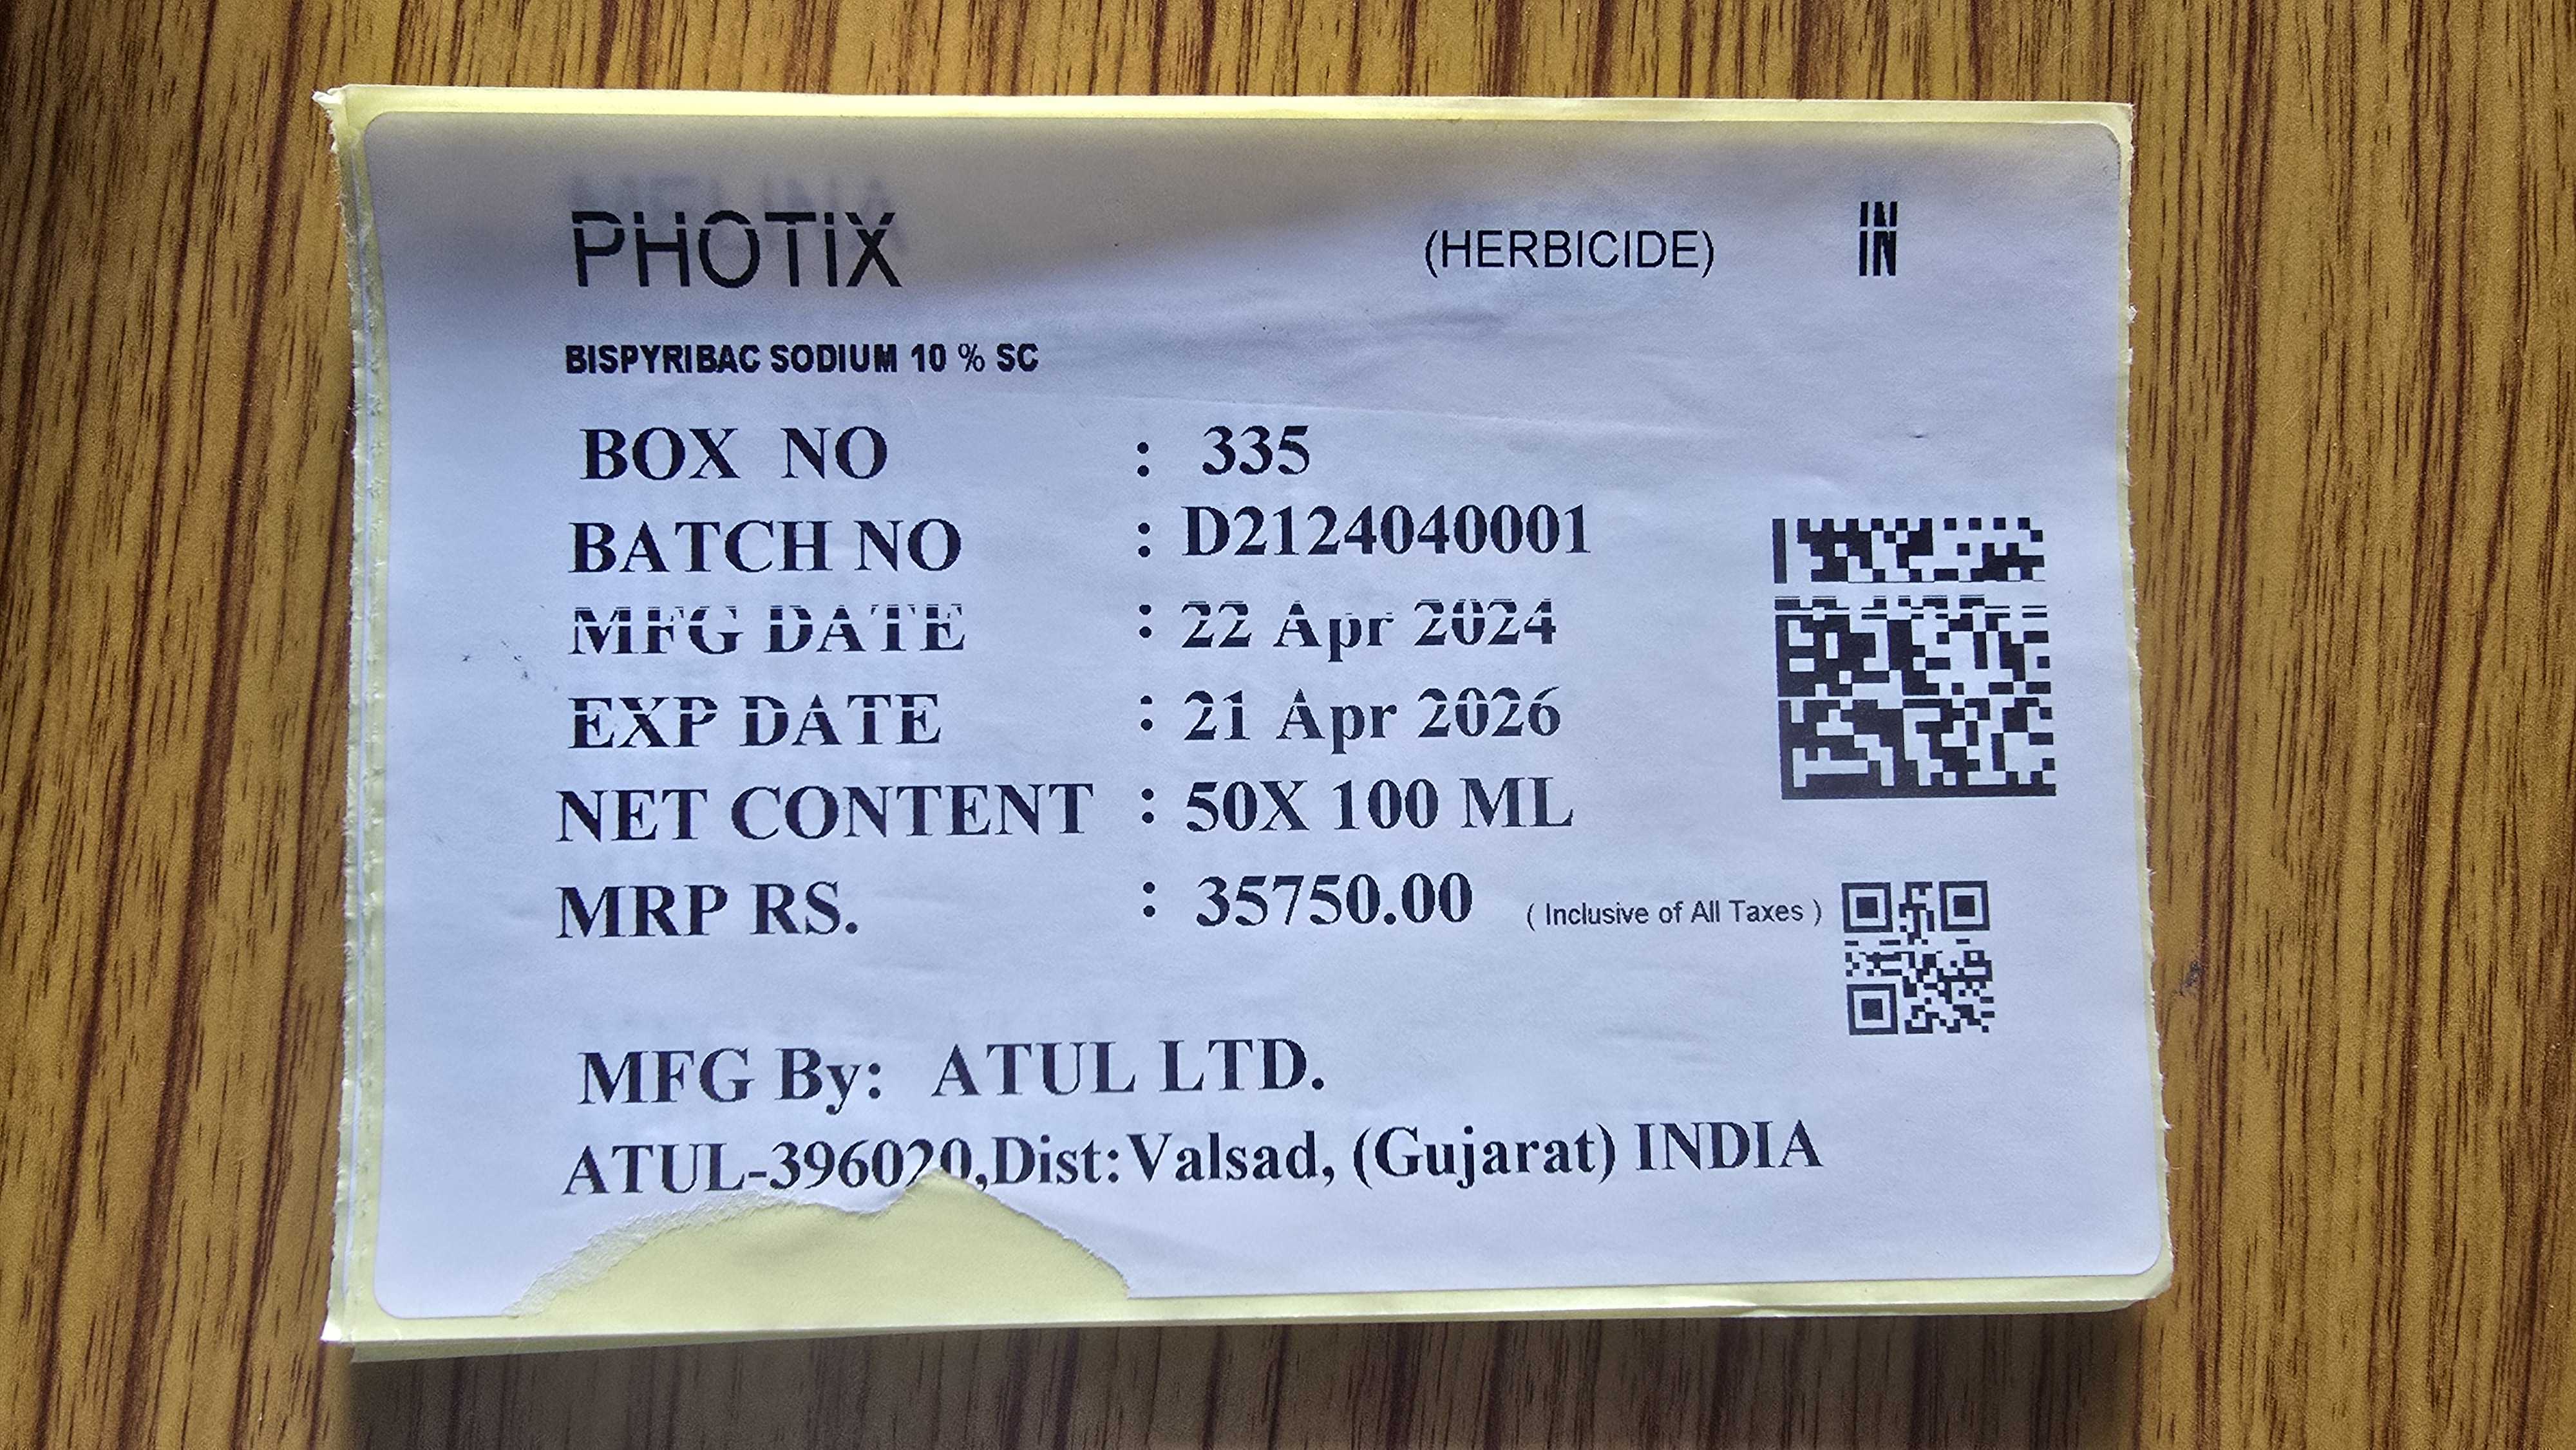 PHOTIX (HERBICIDE) IN
BISPYRIBAC SODIUM 10 % SC
BOX NO : 335
BATCH NO : D2124040001
MFG DATE : 22 Apr 2024
EXP DATE : 21 Apr 2026
NET CONTENT : 50X 100 ML
MRP RS. : 35750.00 ( Inclusive of All Taxes )
MFG By: ATUL LTD.
ATUL-396020,Dist:Valsad, (Gujarat) INDIA